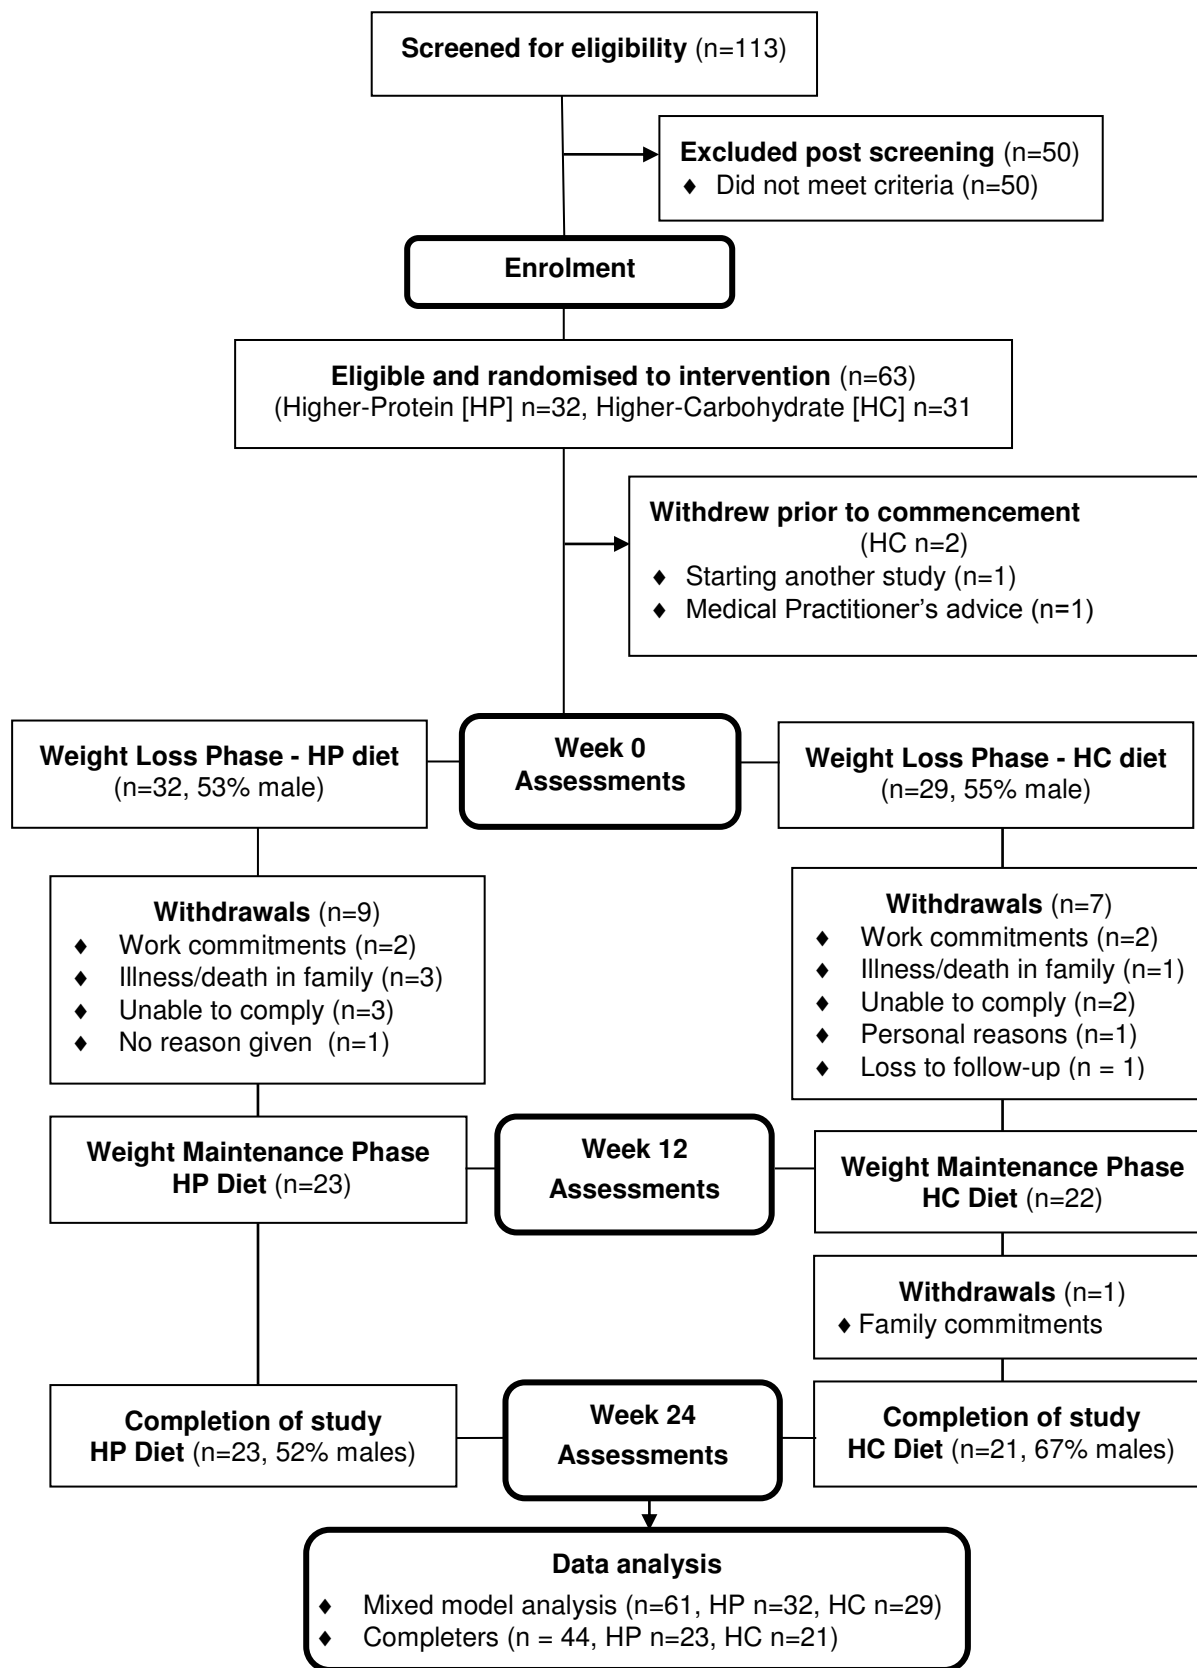 Screened for eligibility (n=113)
Excluded post screening (n=50)
♦ Did not meet criteria (n=50)
Enrolment
Eligible and randomised to intervention (n=63)
(Higher-Protein [HP] n=32, Higher-Carbohydrate [HC] n=31
Withdrew prior to commencement
(HC n=2)
♦ Starting another study (n=1)
♦ Medical Practitioner’s advice (n=1)
Weight Loss Phase - HP diet
(n=32, 53% male)
Week 0
Assessments
Weight Loss Phase - HC diet
(n=29, 55% male)
Withdrawals (n=9)
♦ Work commitments (n=2)
♦ Illness/death in family (n=3)
♦ Unable to comply (n=3)
♦ No reason given (n=1)
Withdrawals (n=7)
♦ Work commitments (n=2)
♦ Illness/death in family (n=1)
♦ Unable to comply (n=2)
♦ Personal reasons (n=1)
♦ Loss to follow-up (n = 1)
Weight Maintenance Phase
HP Diet (n=23)
Week 12
Assessments
Weight Maintenance Phase
HC Diet (n=22)
Withdrawals (n=1)
♦ Family commitments
Completion of study
HP Diet (n=23, 52% males)
Week 24
Assessments
Completion of study
HC Diet (n=21, 67% males)
Data analysis
♦ Mixed model analysis (n=61, HP n=32, HC n=29)
♦ Completers (n = 44, HP n=23, HC n=21)